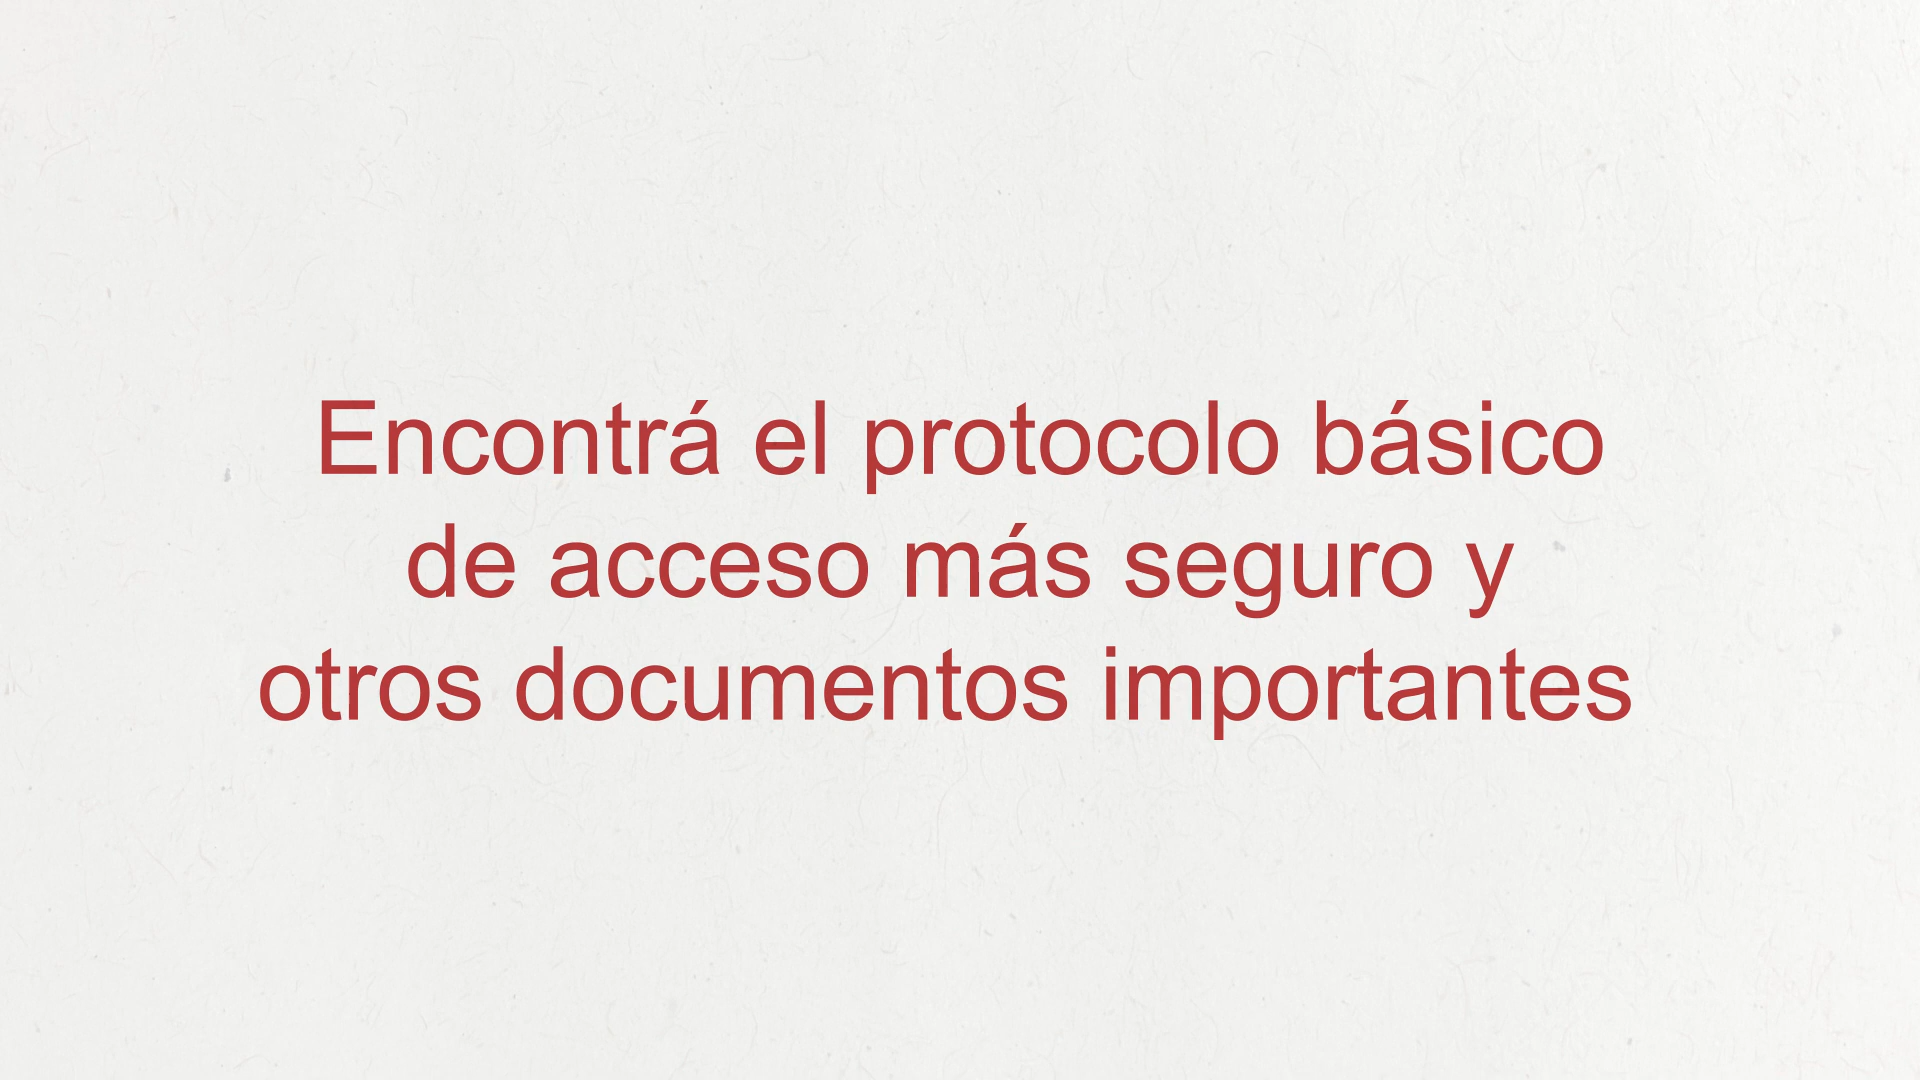 Encontrá el protocolo básico
de acceso más seguro y
otros documentos importantes